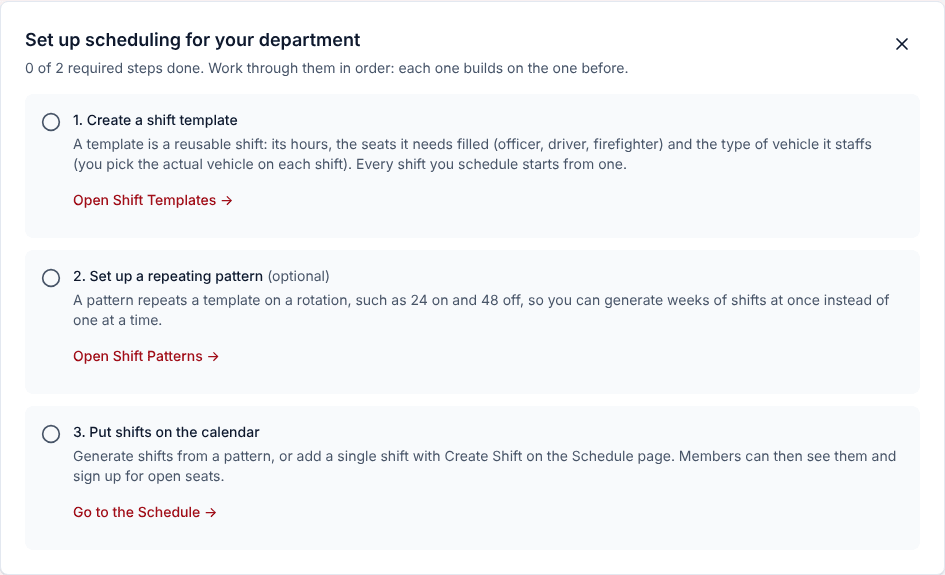 Set up scheduling for your department
0 of 2 required steps done. Work through them in order: each one builds on the one before.
1. Create a shift template
A template is a reusable shift: its hours, the seats it needs filled (officer, driver, firefighter) and the type of vehicle it staffs
(you pick the actual vehicle on each shift). Every shift you schedule starts from one.
Open Shift Templates →
2. Set up a repeating pattern (optional)
A pattern repeats a template on a rotation, such as 24 on and 48 off, so you can generate weeks of shifts at once instead of
one at a time.
Open Shift Patterns →
3. Put shifts on the calendar
Generate shifts from a pattern, or add a single shift with Create Shift on the Schedule page. Members can then see them and
sign up for open seats.
Go to the Schedule →